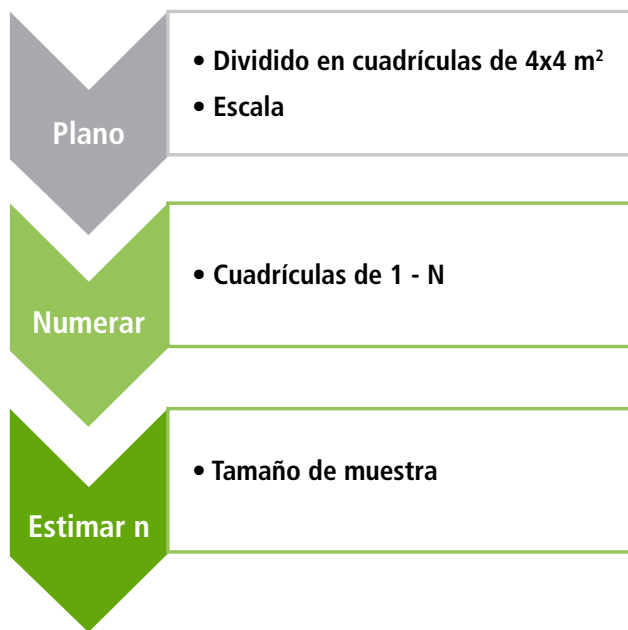 Plano
• Dividido en cuadrículas de 4x4 m²
• Escala
Numerar
• Cuadrículas de 1 - N
Estimar n
• Tamaño de muestra